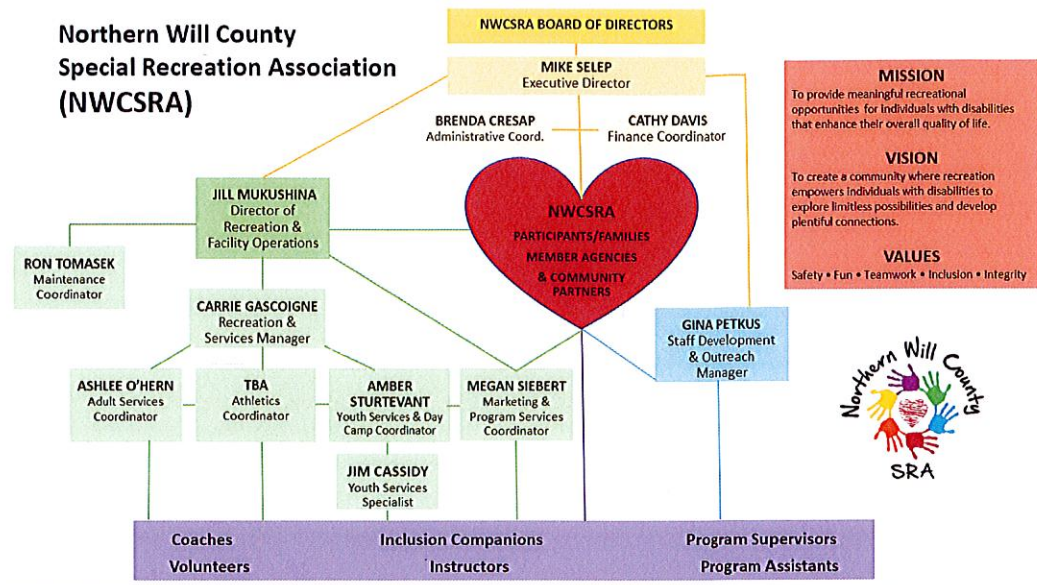 Northern Will County
Special Recreation Association
(NWCSRA)
NWCSRA BOARD OF DIRECTORS
MIKE SELEP
Executive Director
BRENDA CRESAP
Administrative Coord.
CATHY DAVIS
Finance Coordinator
MISSION
To provide meaningful recreational
opportunities for individuals with disabilities
that enhance their overall quality of life.
VISION
To create a community where recreation
empowers individuals with disabilities to
explore limitless possibilities and develop
plentiful connections.
VALUES
Safety • Fun • Teamwork • Inclusion • Integrity
JILL MUKUSHINA
Director of
Recreation &
Facility Operations
NWCSRA
PARTICIPANTS/FAMILIES
MEMBER AGENCIES
& COMMUNITY
PARTNERS
RON TOMASEK
Maintenance
Coordinator
CARRIE GASCOIGNE
Recreation &
Services Manager
GINA PETKUS
Staff Development
& Outreach
Manager
ASHLEE O'HERN
Adult Services
Coordinator
TBA
Athletics
Coordinator
AMBER
STURTEVANT
Youth Services & Day
Camp Coordinator
MEGAN SIEBERT
Marketing &
Program Services
Coordinator
JIM CASSIDY
Youth Services
Specialist
Northern Will County
SRA
Coaches
Inclusion Companions
Program Supervisors
Volunteers
Instructors
Program Assistants